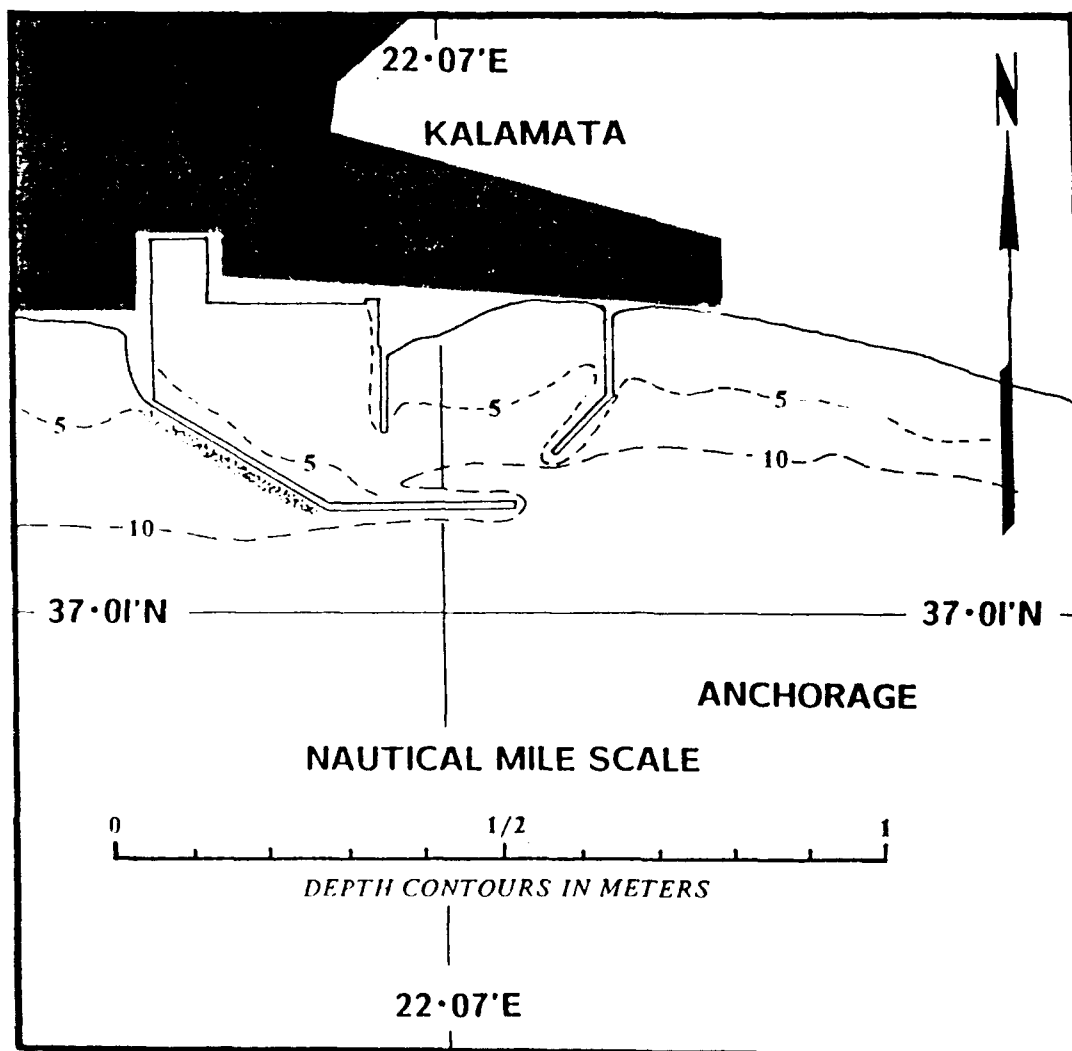 22·07'E
N
KALAMATA
5
5
5
5
10
10
37·01'N
37·01'N
ANCHORAGE
NAUTICAL MILE SCALE
0 1/2 1
DEPTH CONTOURS IN METERS
22·07'E